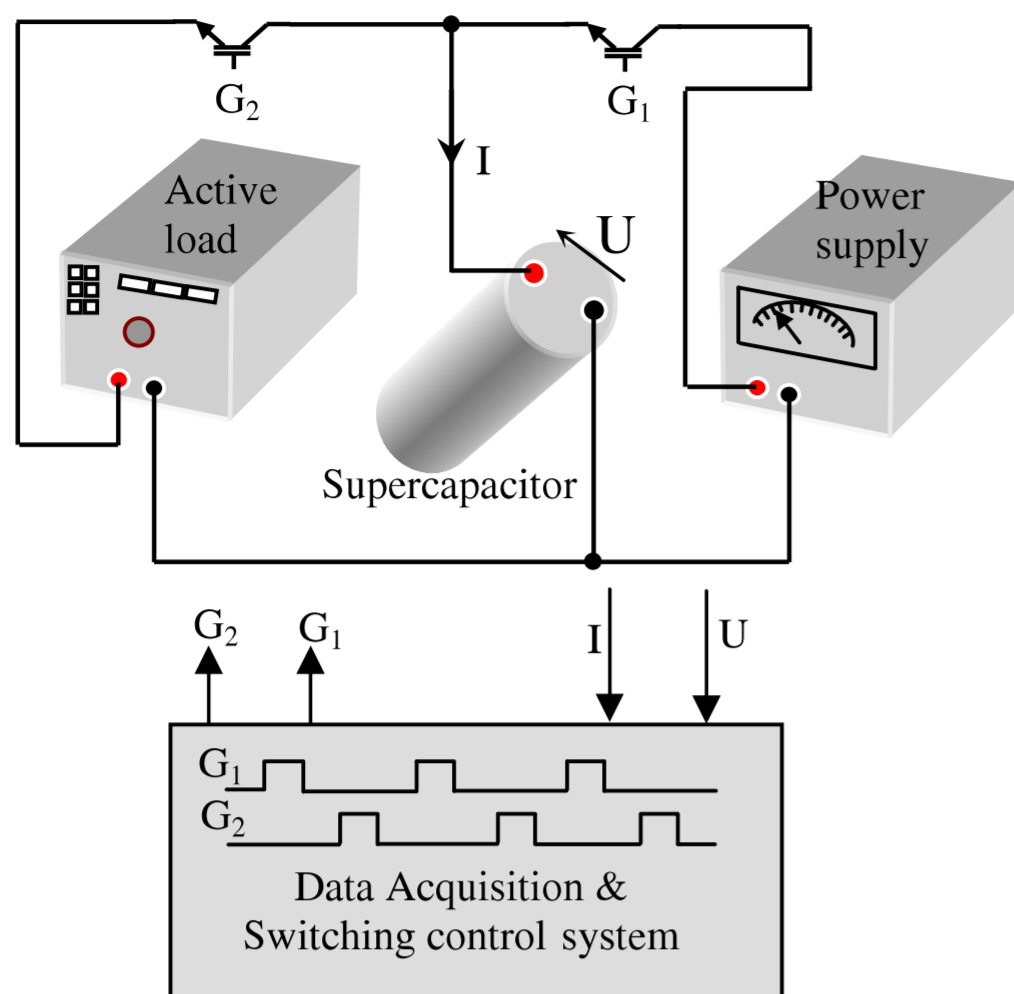 G₂
G₁
I
Active
load
U
Power
supply
Supercapacitor
G₂
G₁
I
U
G₁
G₂
Data Acquisition &
Switching control system